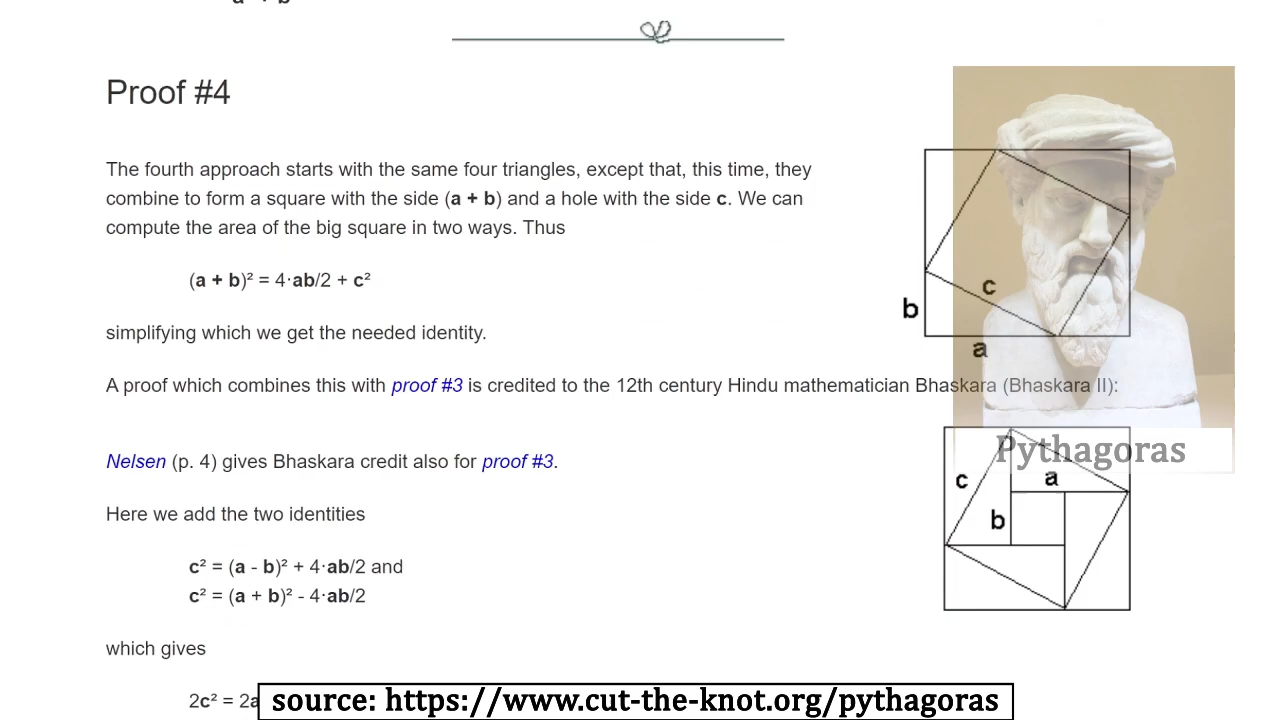 Proof #4
The fourth approach starts with the same four triangles, except that, this time, they
combine to form a square with the side (a + b) and a hole with the side c. We can
compute the area of the big square in two ways. Thus
(a + b)² = 4·ab/2 + c²
simplifying which we get the needed identity.
c
b
a
A proof which combines this with proof #3 is credited to the 12th century Hindu mathematician Bhaskara (Bhaskara II):
Pythagoras
Nelsen (p. 4) gives Bhaskara credit also for proof #3.
c
a
b
Here we add the two identities
c² = (a - b)² + 4·ab/2 and
c² = (a + b)² - 4·ab/2
which gives
2c² = 2a
source: https://www.cut-the-knot.org/pythagoras